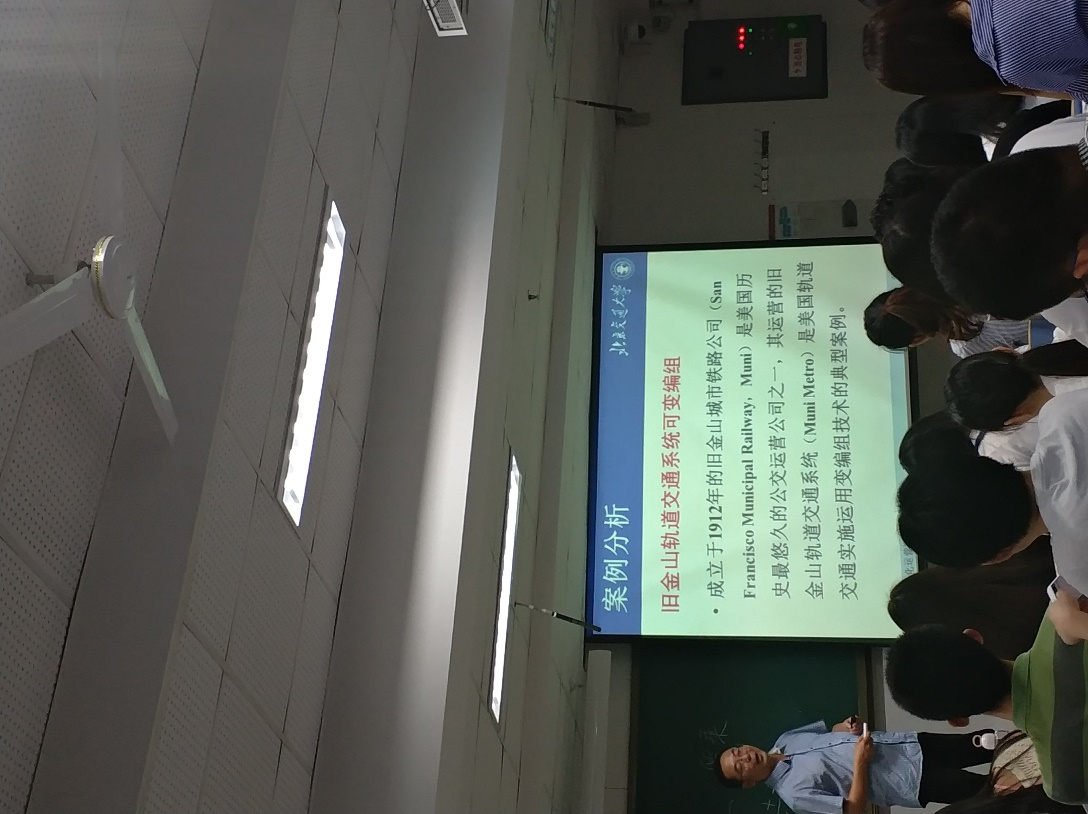 案例分析
北京交通大学
旧金山轨道交通系统可变编组
• 成立于1912年的旧金山城市铁路公司（San
Francisco Municipal Railway，Muni）是美国历
史最悠久的公交运营公司之一，其运营的旧
金山轨道交通系统（Muni Metro）是美国轨道
交通实施运用变编组技术的典型案例。